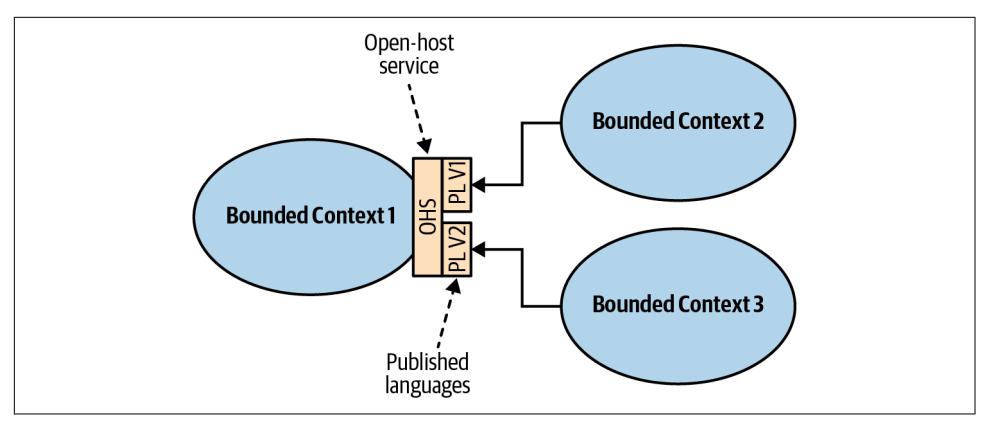 Open-host
service
Bounded Context 1
OHS
PL V1
PL V2
Bounded Context 2
Bounded Context 3
Published
languages